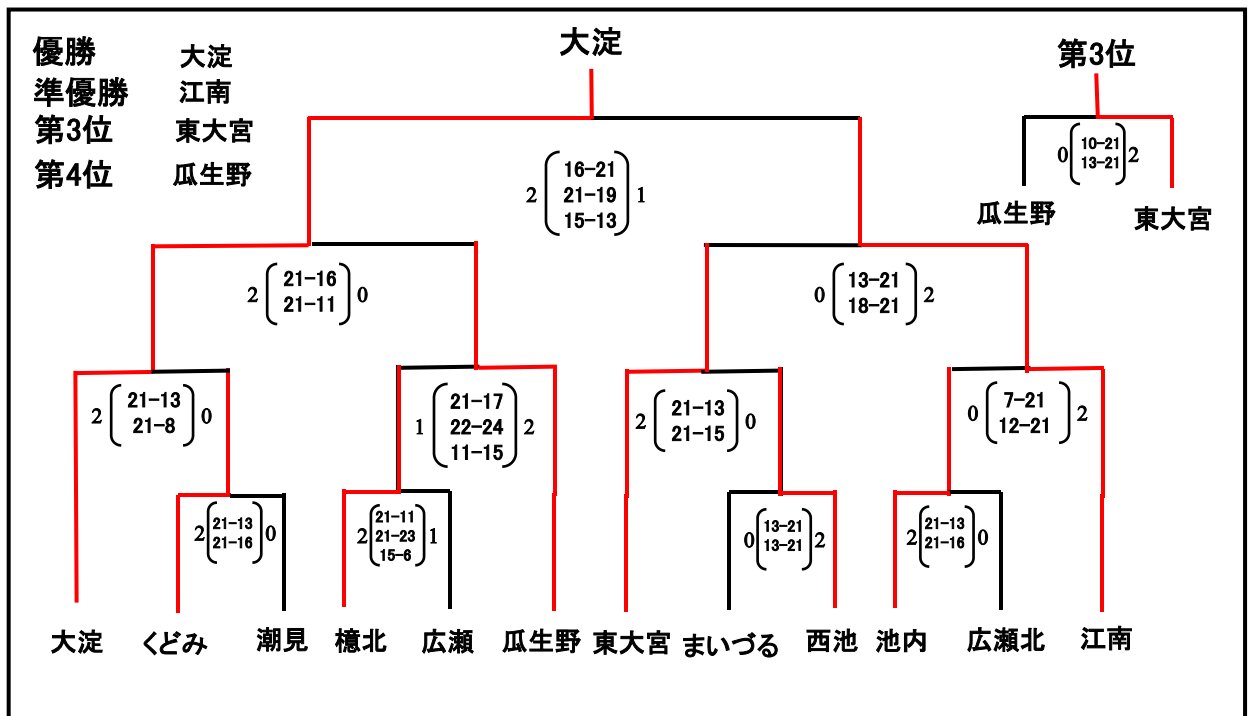 優勝 大淀
準優勝 江南
第3位 東大宮
第4位 瓜生野
大淀
第3位
0 10-21 2
13-21
瓜生野 東大宮
16-21
2 21-19 1
15-13
2 21-16 0
21-11
0 13-21 2
18-21
2 21-13 0
21-8
21-17
1 22-24 2
11-15
2 21-13 0
21-15
0 7-21 2
12-21
2 21-13 0
21-16
21-11
2 21-23 1
15-6
0 13-21 2
13-21
2 21-13 0
21-16
大淀 くどみ 潮見 檍北 広瀬 瓜生野 東大宮 まいづる 西池 池内 広瀬北 江南